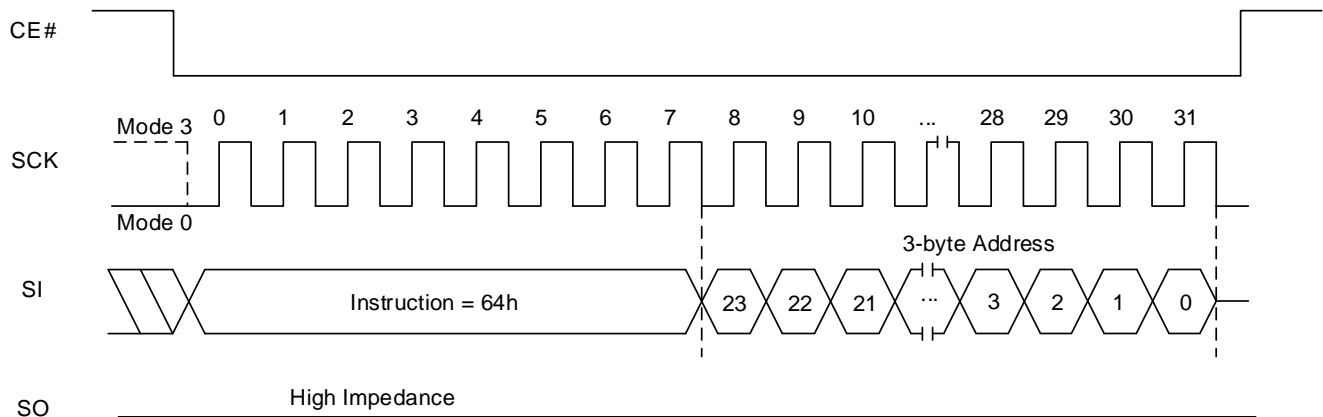 CE#
Mode 3
0 1 2 3 4 5 6 7 8 9 10 ... 28 29 30 31
SCK
Mode 0
3-byte Address
SI
Instruction = 64h
23 22 21 ... 3 2 1 0
High Impedance
SO